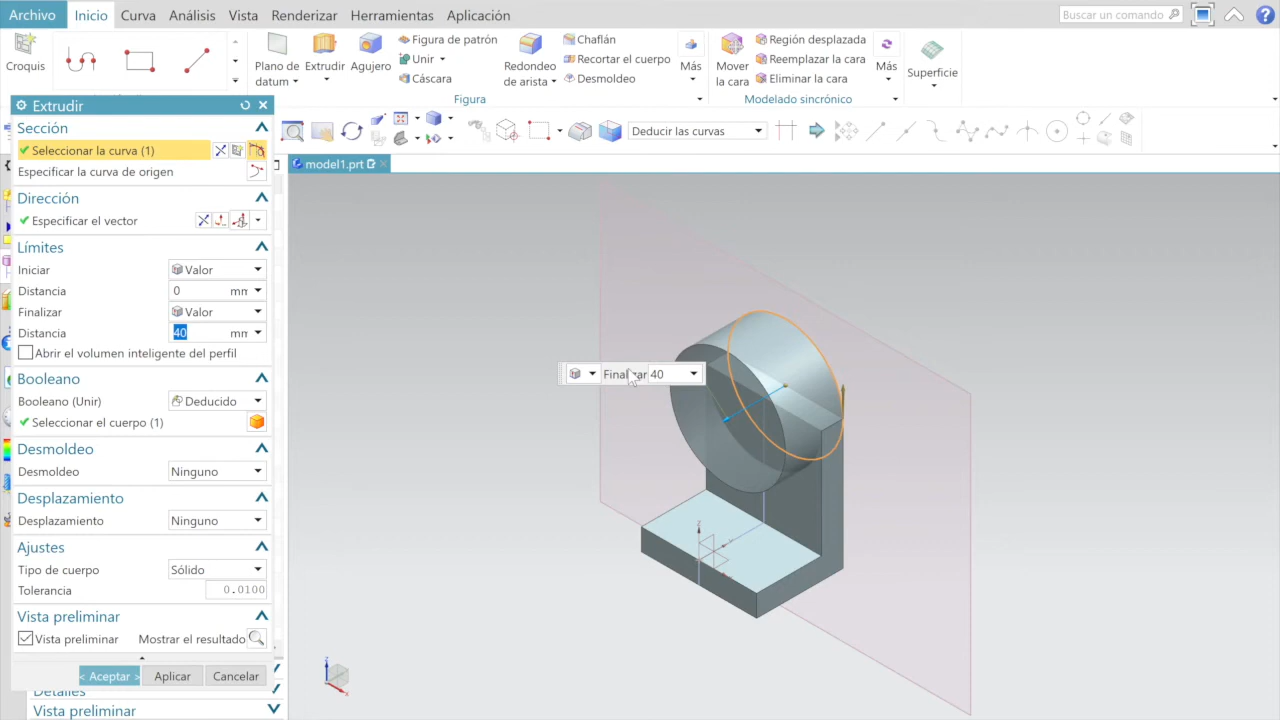 Archivo Inicio Curva Análisis Vista Renderizar Herramientas Aplicación Buscar un comando
Croquis
Plano de datum
Extrudir
Agujero
Figura de patrón
Unir
Cáscara
Redondeo de arista
Chaflán
Recortar el cuerpo
Desmoldeo
Más
Mover la cara
Región desplazada
Reemplazar la cara
Eliminar la cara
Más
Superficie
Figura
Modelado sincrónico
Deducir las curvas
model1.prt
Extrudir
Sección
Seleccionar la curva (1)
Especificar la curva de origen
Dirección
Especificar el vector
Límites
Iniciar Valor
Distancia 0 mm
Finalizar Valor
Distancia 40 mm
Abrir el volumen inteligente del perfil
Booleano
Booleano (Unir) Deducido
Seleccionar el cuerpo (1)
Desmoldeo
Desmoldeo Ninguno
Desplazamiento
Desplazamiento Ninguno
Ajustes
Tipo de cuerpo Sólido
Tolerancia 0.0100
Vista preliminar
Vista preliminar Mostrar el resultado
< Aceptar > Aplicar Cancelar
Detalles
Vista preliminar
Finalizar 40
Z
Y
Z
X